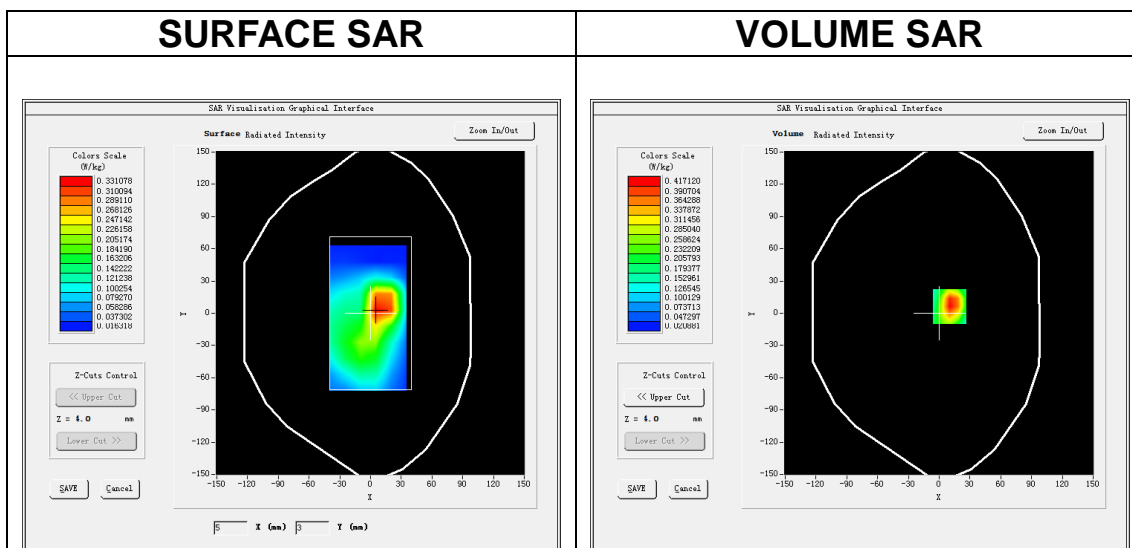 SURFACE SAR
VOLUME SAR
SAR Visualisation Graphical Interface
Surface Radiated Intensity
Zoom In/Out
Colors Scale
(W/kg)
0.331078
0.310094
0.289110
0.268126
0.247142
0.226158
0.205174
0.184190
0.163206
0.142222
0.121238
0.100254
0.079270
0.058286
0.037302
0.016318
Z-Cuts Control
<< Upper Cut
Z = 4.0 mm
Lower Cut >>
SAVE Cancel
150
120
90
60
30
0
-30
-60
-90
-120
-150
Y
-150 -120 -90 -60 -30 0 30 60 90 120 150
X
5 X (mm) 3 Y (mm)
SAR Visualisation Graphical Interface
Volume Radiated Intensity
Zoom In/Out
Colors Scale
(W/kg)
0.417120
0.390704
0.364288
0.337872
0.311456
0.285040
0.258624
0.232209
0.205793
0.179377
0.152961
0.126545
0.100129
0.073713
0.047297
0.020881
Z-Cuts Control
<< Upper Cut
Z = 4.0 mm
Lower Cut >>
SAVE Cancel
150
120
90
60
30
0
-30
-60
-90
-120
-150
Y
-150 -120 -90 -60 -30 0 30 60 90 120 150
X